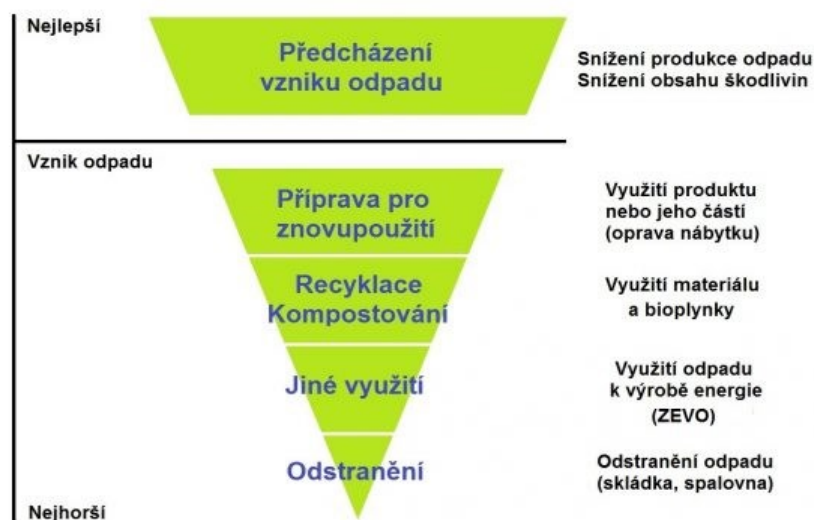 Nejlepší
Předcházení
vzniku odpadu
Snížení produkce odpadu
Snížení obsahu škodlivin
Vznik odpadu
Příprava pro
znovupoužití
Využití produktu
nebo jeho částí
(oprava nábytku)
Recyklace
Kompostování
Využití materiálu
a bioplynky
Jiné využití
Využití odpadu
k výrobě energie
(ZEVO)
Odstranění
Odstranění odpadu
(skládka, spalovna)
Nejhorší